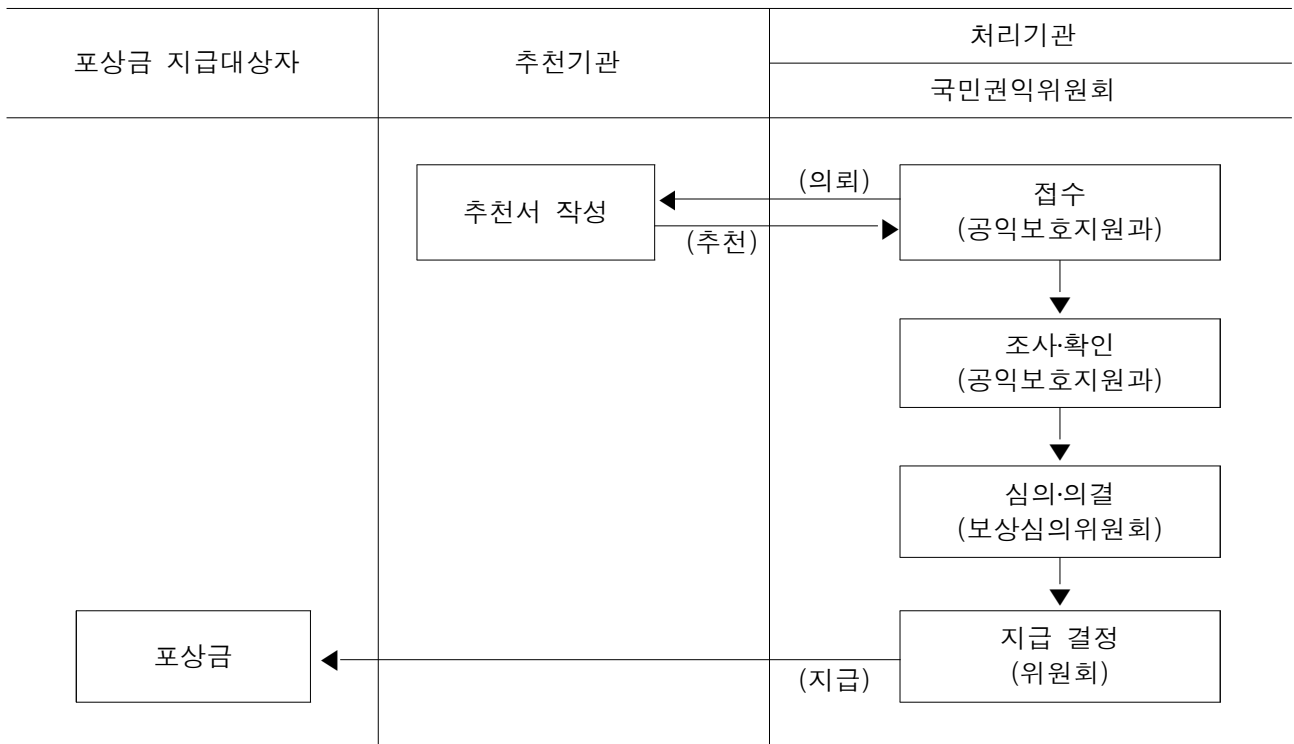 포상금 지급대상자
추천기관
처리기관
국민권익위원회
추천서 작성
(의뢰)
(추천)
접수
(공익보호지원과)
조사·확인
(공익보호지원과)
심의·의결
(보상심의위원회)
포상금
(지급)
지급 결정
(위원회)